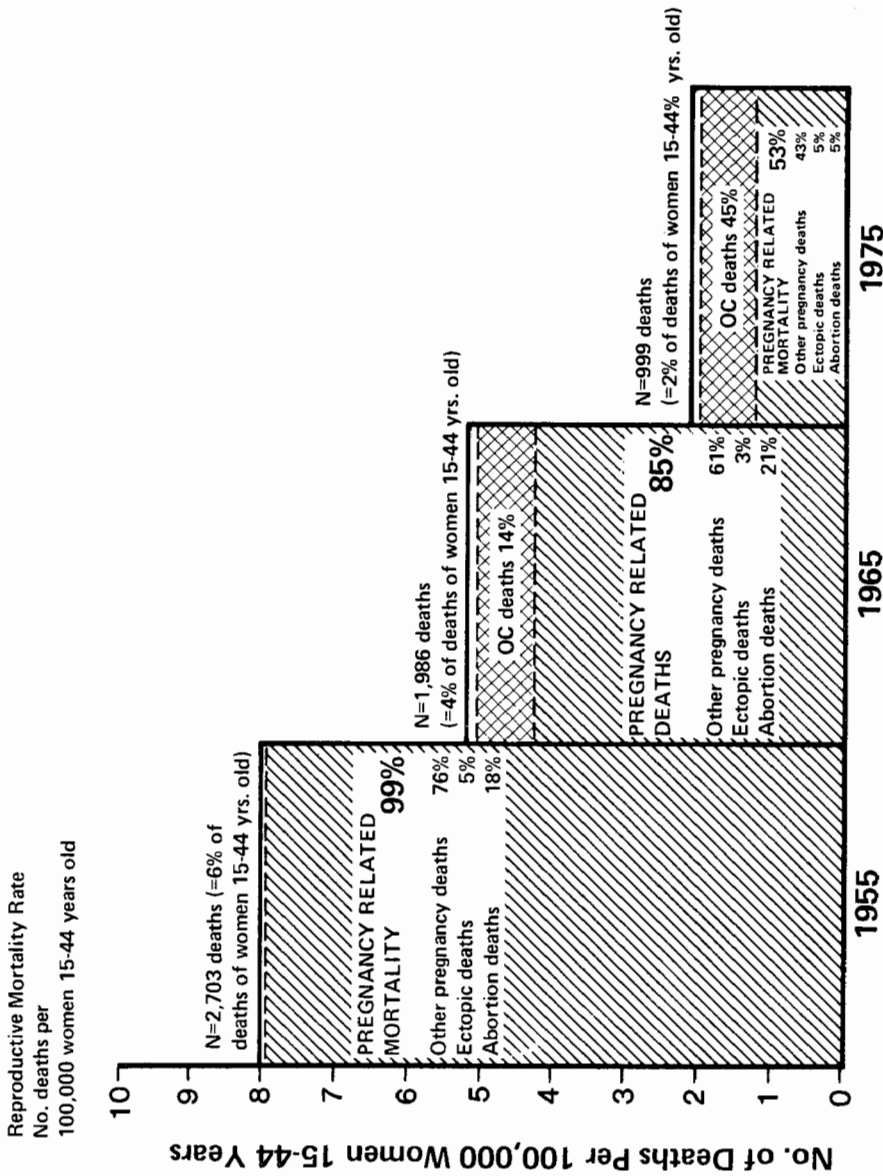 Reproductive Mortality Rate
No. deaths per
100,000 women 15-44 years old
No. of Deaths Per 100,000 Women 15-44 Years
10
9
8
7
6
5
4
3
2
1
0
N=2,703 deaths (=6% of
deaths of women 15-44 yrs. old)
PREGNANCY RELATED
MORTALITY 99%
Other pregnancy deaths 76%
Ectopic deaths 5%
Abortion deaths 18%
1955
N=1,986 deaths
(=4% of deaths of women 15-44 yrs. old)
OC deaths 14%
PREGNANCY RELATED
DEATHS 85%
Other pregnancy deaths 61%
Ectopic deaths 3%
Abortion deaths 21%
1965
N=999 deaths
(=2% of deaths of women 15-44% yrs. old)
OC deaths 45%
PREGNANCY RELATED
MORTALITY 53%
Other pregnancy deaths 43%
Ectopic deaths 5%
Abortion deaths 5%
1975